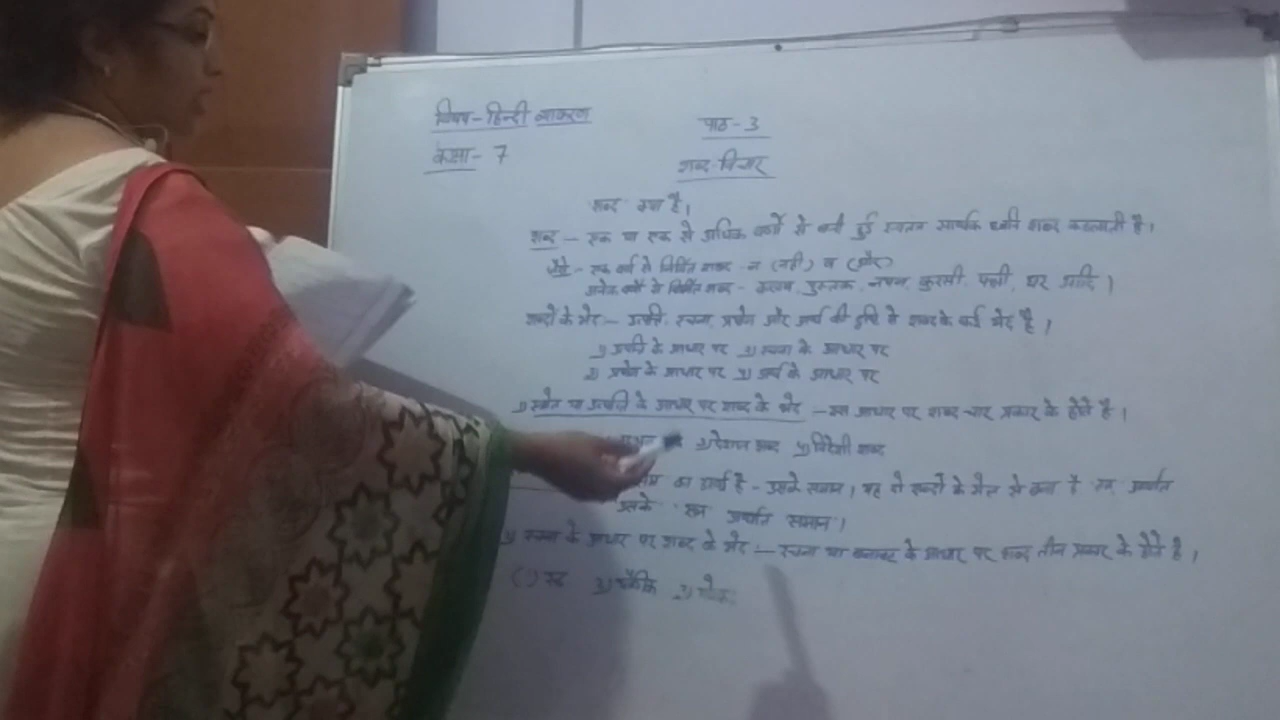 विषय - हिन्दी व्याकरण
पाठ - 3
कक्षा - 7
शब्द विचार
शब्द क्या है।
शब्द - एक या एक से अधिक वर्णों से बनी हुई स्वतंत्र सार्थक ध्वनि शब्द कहलाती है।
जैसे - एक वर्ण से निर्मित शब्द - न (नहीं) व (और)
अनेक वर्णों से निर्मित शब्द - पुस्तक, कुरसी, घर आदि।
शब्दों के भेद - उत्पत्ति, रचना, प्रयोग और अर्थ की दृष्टि से शब्द के कई भेद हैं।
1) उत्पत्ति के आधार पर 2) रचना के आधार पर
3) प्रयोग के आधार पर 4) अर्थ के आधार पर
1) स्त्रोत या उत्पत्ति के आधार पर शब्द के भेद - इस आधार पर शब्द चार प्रकार के होते हैं।
3) देशज शब्द 4) विदेशी शब्द
का अर्थ है - उसके समान। यह दो शब्दों के मेल से बना है अर्थात
उसके सम अर्थात समान।
रचना के आधार पर शब्द के भेद - रचना या बनावट के आधार पर शब्द तीन प्रकार के होते हैं।
(1) रूढ़ 2) यौगिक